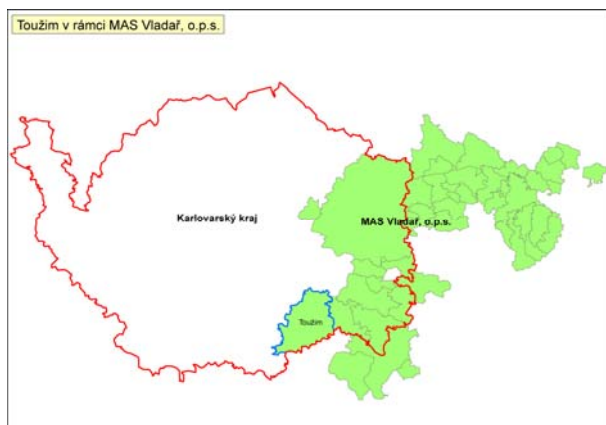 Toužim v rámci MAS Vladař, o.p.s.
Karlovarský kraj
MAS Vladař, o.p.s.
Toužim